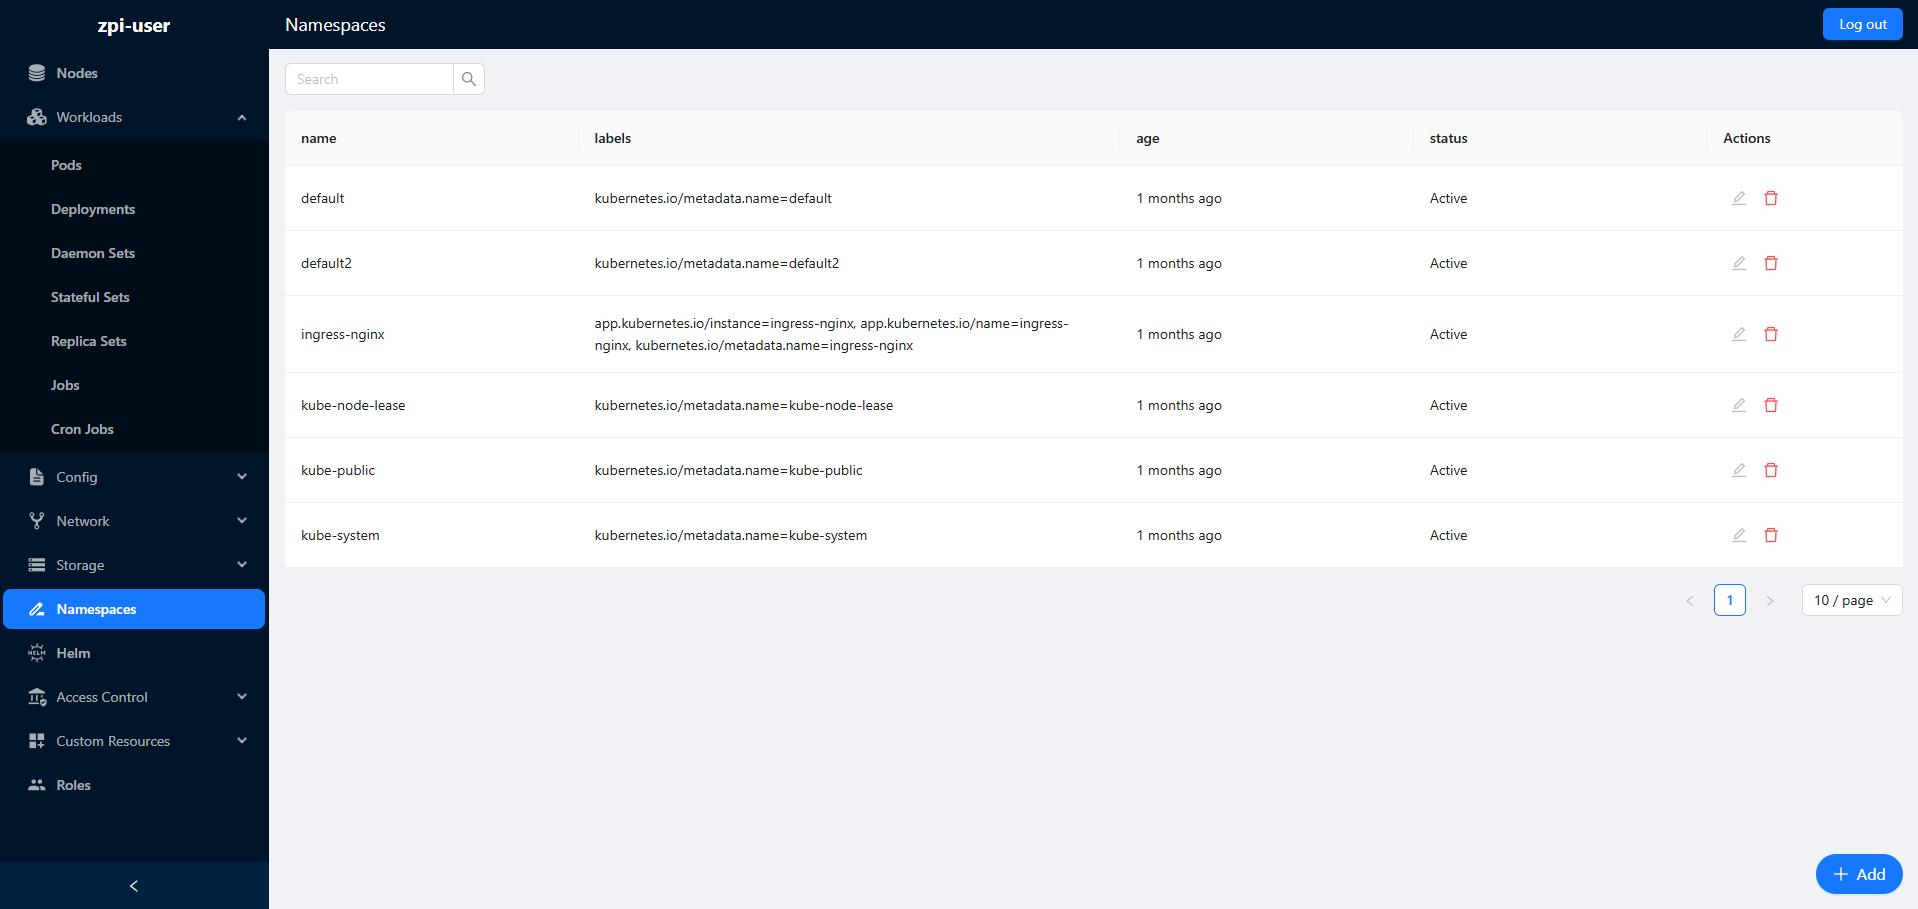 zpi-user
Namespaces
Log out
Nodes
Workloads
Pods
Deployments
Daemon Sets
Stateful Sets
Replica Sets
Jobs
Cron Jobs
Config
Network
Storage
Namespaces
HELM
Helm
Access Control
Custom Resources
Roles
Search
name labels age status Actions
default kubernetes.io/metadata.name=default 1 months ago Active
default2 kubernetes.io/metadata.name=default2 1 months ago Active
ingress-nginx app.kubernetes.io/instance=ingress-nginx, app.kubernetes.io/name=ingress-
nginx, kubernetes.io/metadata.name=ingress-nginx 1 months ago Active
kube-node-lease kubernetes.io/metadata.name=kube-node-lease 1 months ago Active
kube-public kubernetes.io/metadata.name=kube-public 1 months ago Active
kube-system kubernetes.io/metadata.name=kube-system 1 months ago Active
1 10 / page
Add